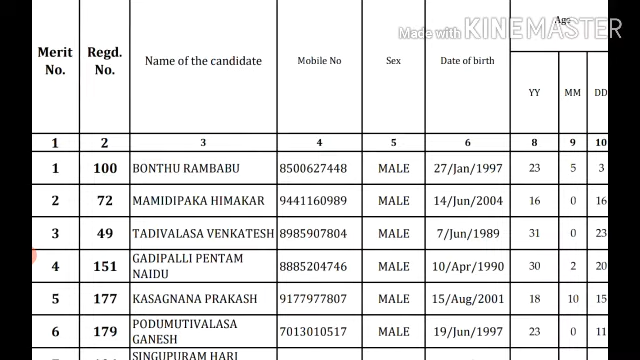 Made with KINEMASTER
Age
Merit No. Regd. No. Name of the candidate Mobile No Sex Date of birth
YY MM DD
1 2 3 4 5 6 8 9 10
1 100 BONTHU RAMBABU 8500627448 MALE 27/Jan/1997 23 5 3
2 72 MAMIDIPAKA HIMAKAR 9441160989 MALE 14/Jun/2004 16 0 16
3 49 TADIVALASA VENKATESH 8985907804 MALE 7/Jun/1989 31 0 23
4 151 GADIPALLI PENTAM NAIDU 8885204746 MALE 10/Apr/1990 30 2 20
5 177 KASAGNANA PRAKASH 9177977807 MALE 15/Aug/2001 18 10 15
6 179 PODUMUTIVALASA GANESH 7013010517 MALE 19/Jun/1997 23 0 11
SINGUPURAM HARI